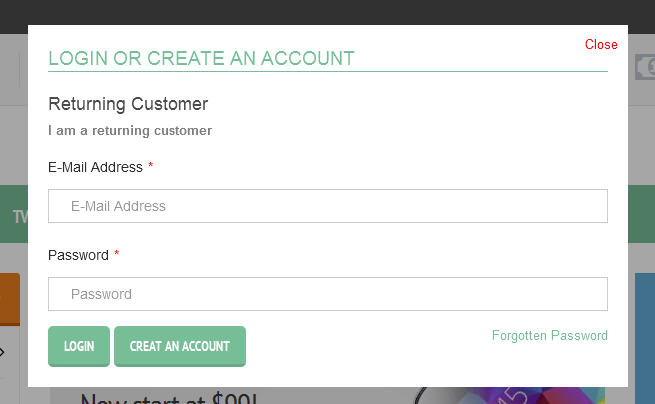 Close
LOGIN OR CREATE AN ACCOUNT
Returning Customer
I am a returning customer
E-Mail Address *
E-Mail Address
Password *
Password
LOGIN
CREAT AN ACCOUNT
Forgotten Password
TV
Now start at $99!
45